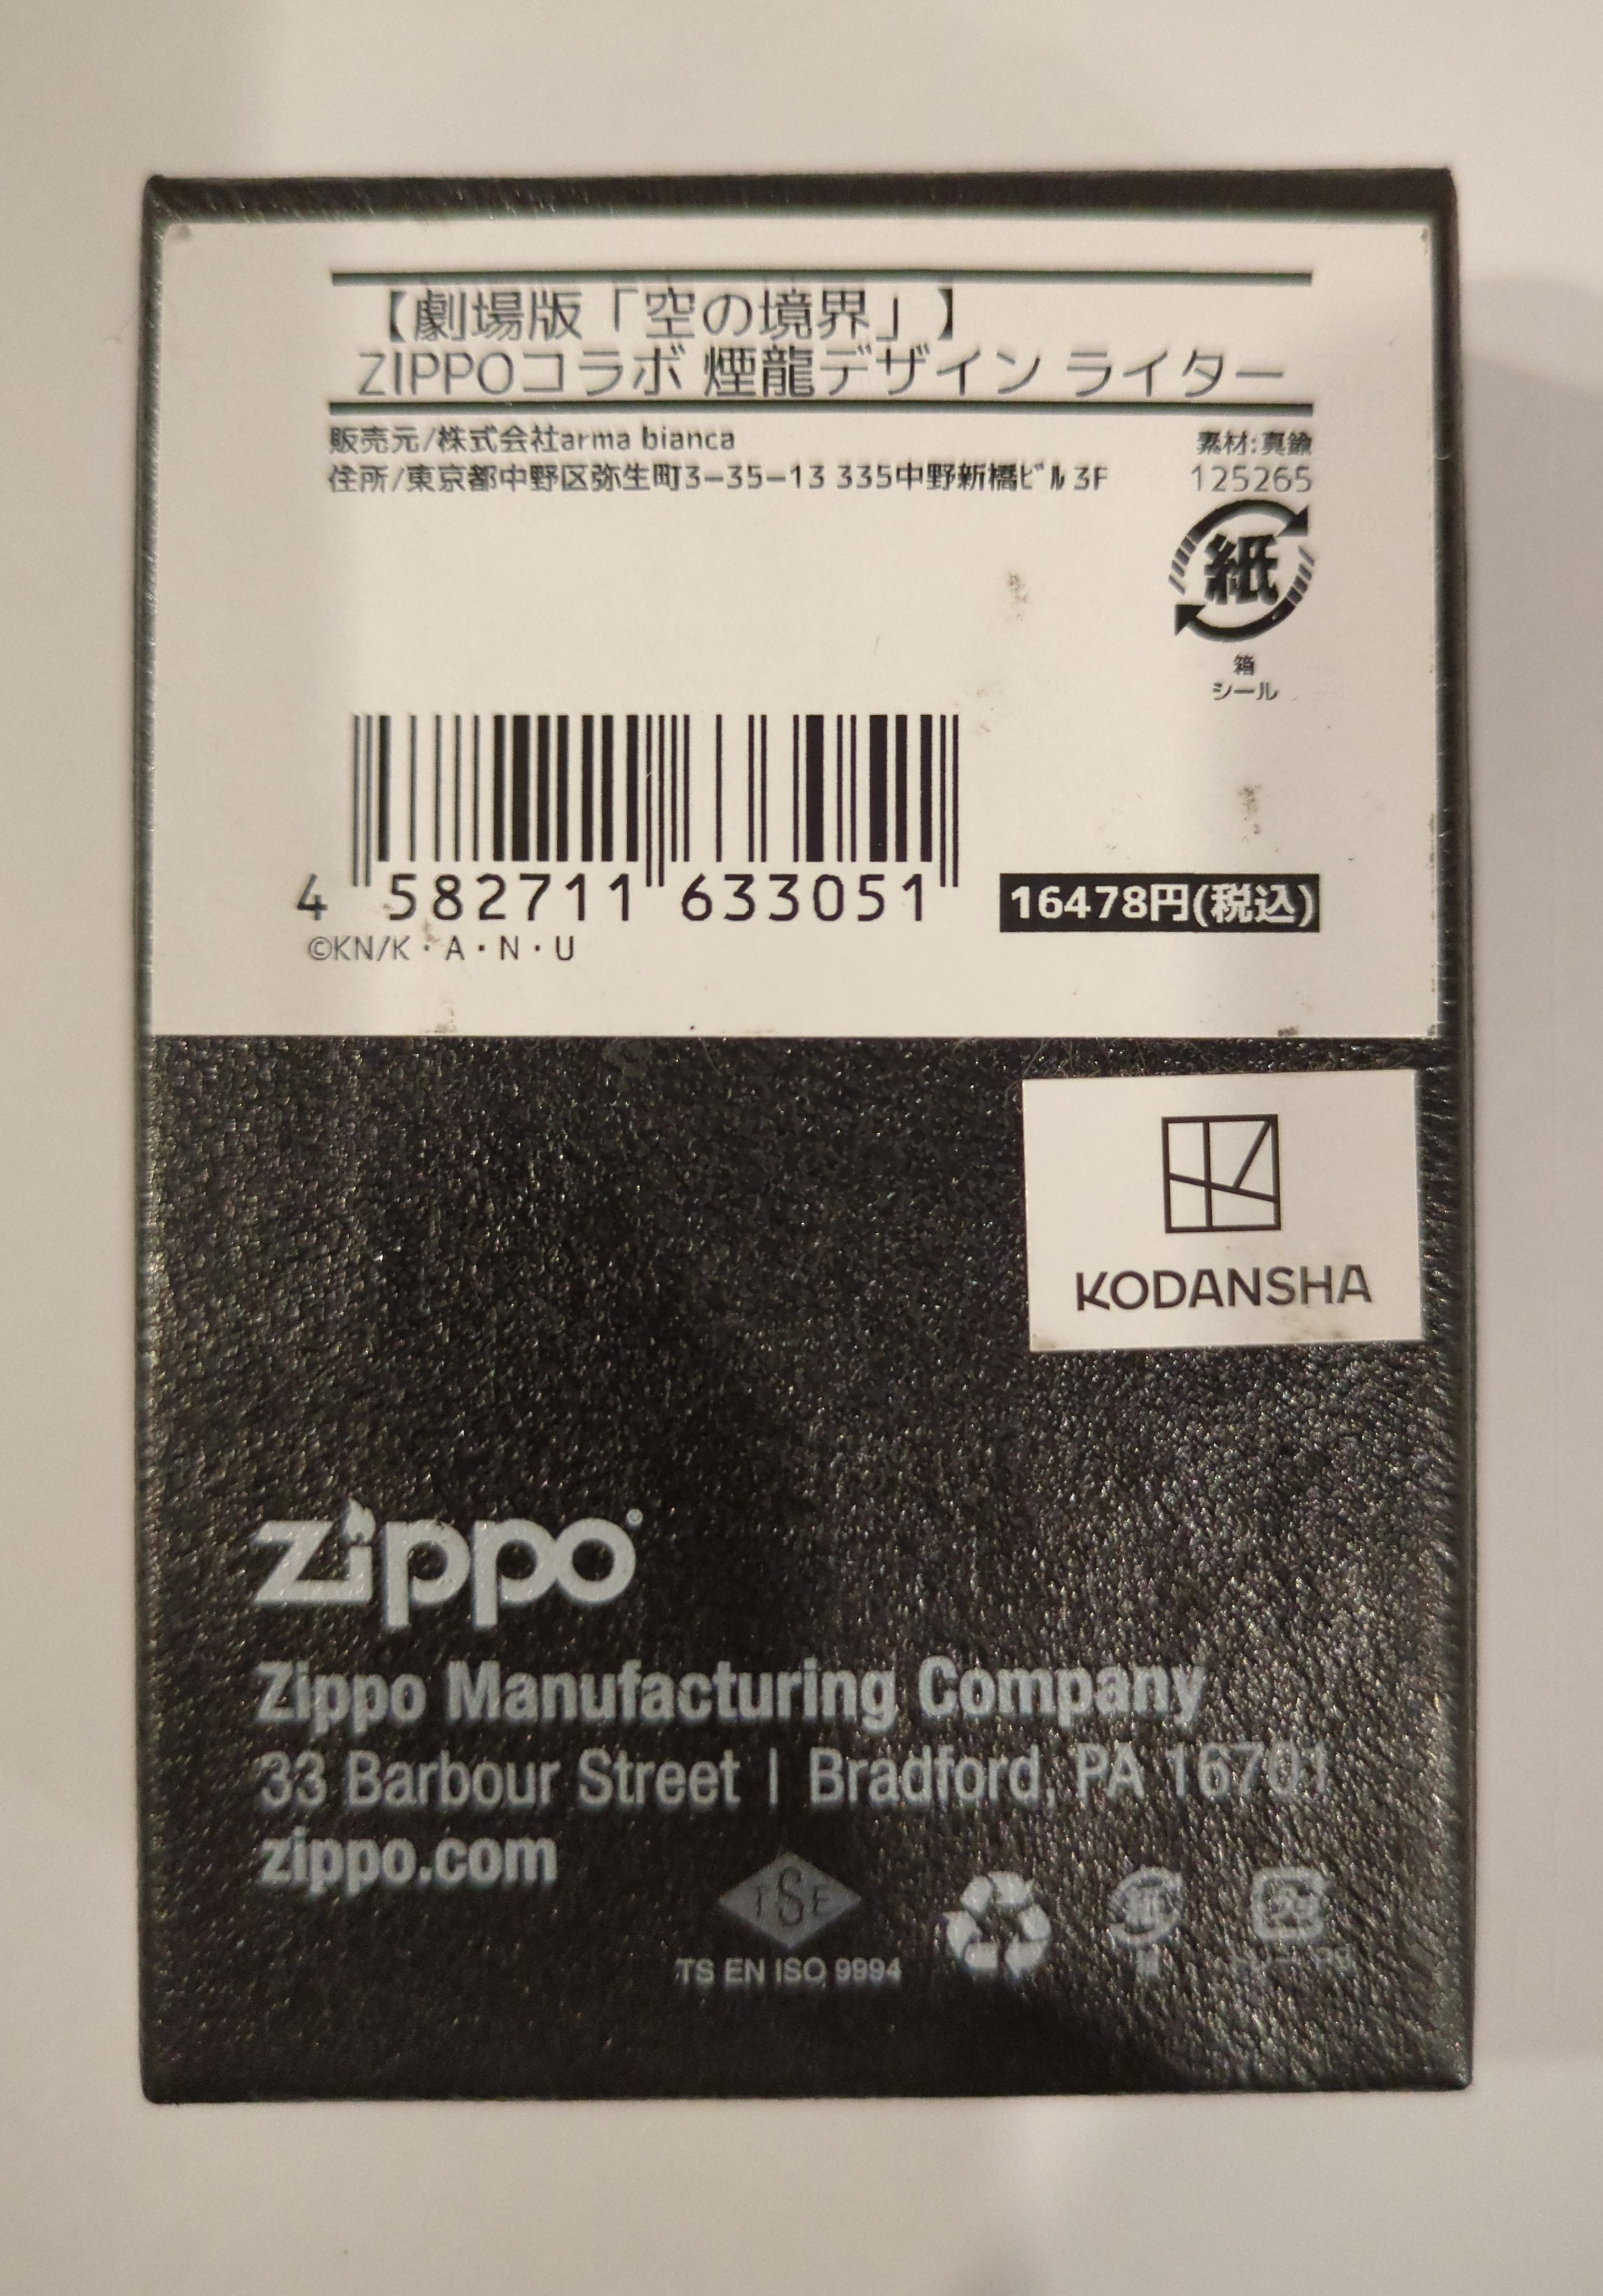 【劇場版「空の境界」】
ZIPPOコラボ 煙龍デザイン ライター
販売元/株式会社arma bianca
素材:真鍮
住所/東京都中野区弥生町3-35-13 335中野新橋ビル3F
125265
紙
箱
シール
4 582711 633051
16478円(税込)
©KN/K・A・N・U
KODANSHA
zippo®
Zippo Manufacturing Company
33 Barbour Street | Bradford, PA 16701
zippo.com
TSE
TS EN ISO 9994
紙